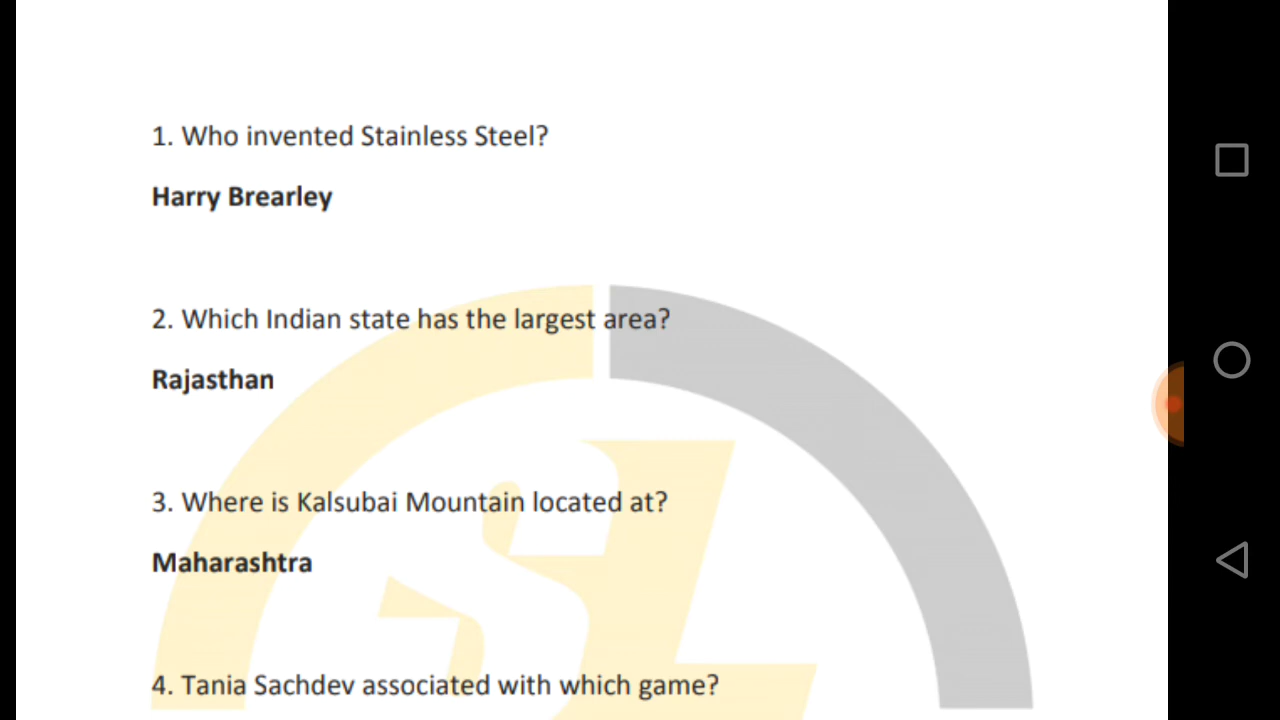 1. Who invented Stainless Steel?
Harry Brearley
2. Which Indian state has the largest area?
Rajasthan
3. Where is Kalsubai Mountain located at?
Maharashtra
4. Tania Sachdev associated with which game?
SL